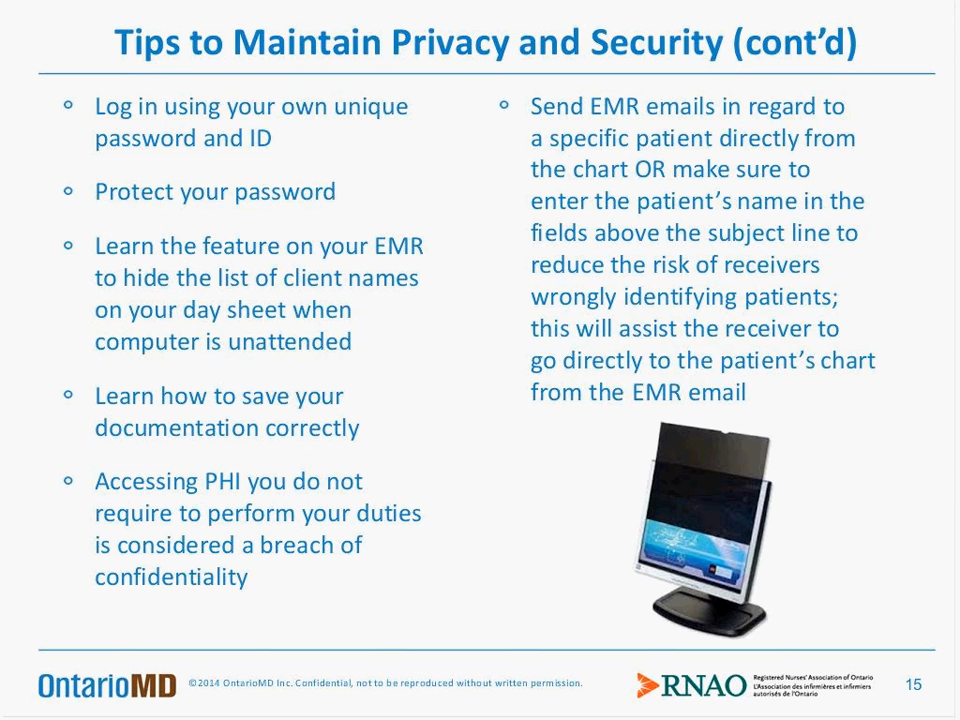 Tips to Maintain Privacy and Security (cont’d)
Log in using your own unique
password and ID
Protect your password
Learn the feature on your EMR
to hide the list of client names
on your day sheet when
computer is unattended
Learn how to save your
documentation correctly
Accessing PHI you do not
require to perform your duties
is considered a breach of
confidentiality
Send EMR emails in regard to
a specific patient directly from
the chart OR make sure to
enter the patient’s name in the
fields above the subject line to
reduce the risk of receivers
wrongly identifying patients;
this will assist the receiver to
go directly to the patient’s chart
from the EMR email
OntarioMD
©2014 OntarioMD Inc. Confidential, not to be reproduced without written permission.
RNAO
Registered Nurses’ Association of Ontario
L’Association des infirmières et infirmiers
autorisés de l’Ontario
15